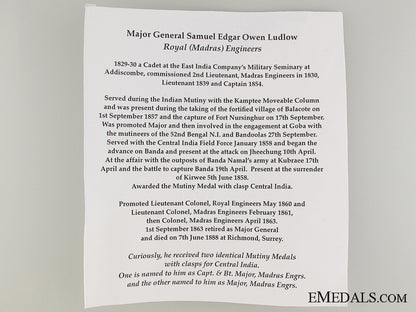 Major General Samuel Edgar Owen Ludlow
Royal (Madras) Engineers
1829-30 a Cadet at the East India Company's Military Seminary at
Addiscombe, commissioned 2nd Lieutenant, Madras Engineers in 1830,
Lieutenant 1839 and Captain 1854.
Served during the Indian Mutiny with the Kamptee Moveable Column
and was present during the taking of the fortified village of Balacote on
1st September 1857 and the capture of Fort Nursinghur on 17th September.
Was promoted Major and then involved in the engagement at Goba with
the mutineers of the 52nd Bengal N.I. and Bandoolas 27th September.
Served with the Central India Field Force January 1858 and began the
advance on Banda and present at the attack on Jheechung 10th April.
At the affair with the outposts of Banda Namal's army at Kubraee 17th
April and the battle to capture Banda 19th April. Present at the surrender
of Kirwee 5th June 1858.
Awarded the Mutiny Medal with clasp Central India.
Promoted Lieutenant Colonel, Royal Engineers May 1860 and
Lieutenant Colonel, Madras Engineers February 1861,
then Colonel, Madras Engineers April 1863.
1st September 1863 retired as Major General
and died on 7th June 1888 at Richmond, Surrey.
Curiously, he received two identical Mutiny Medals
with clasps for Central India.
One is named to him as Capt. & Bt. Major, Madras Engrs.
and the other named to him as Major, Madras Engrs.
EMEDALS.COM